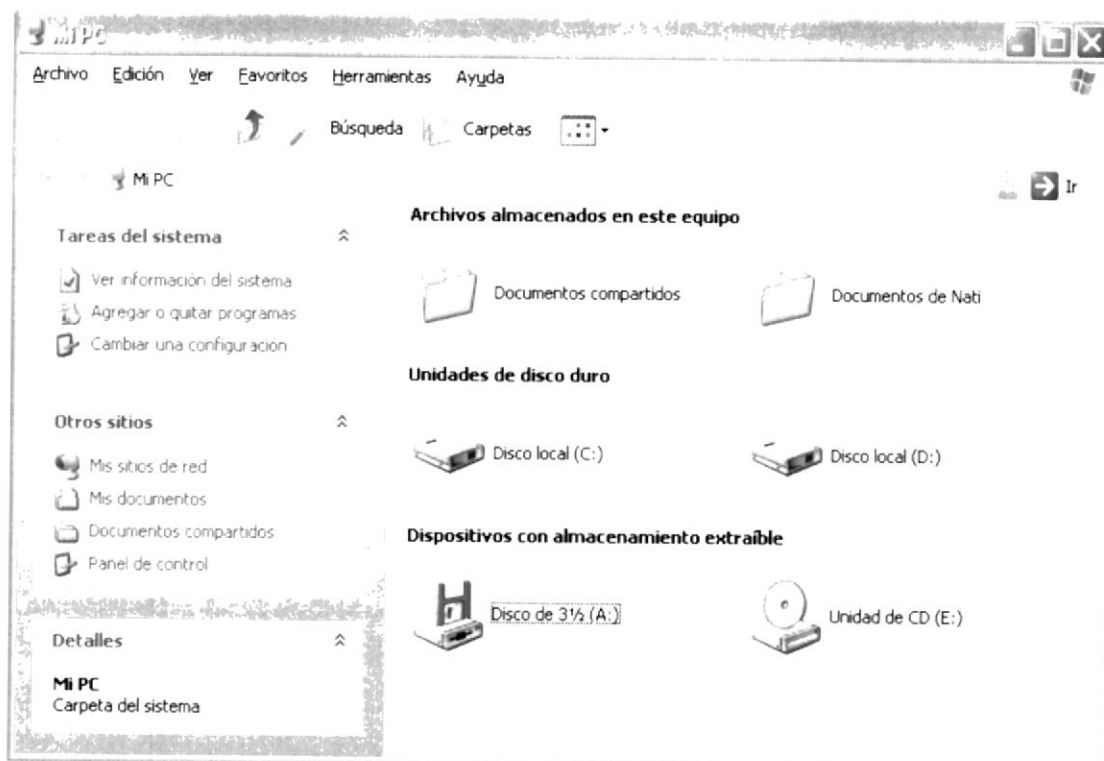 Mi PC
Archivo Edición Ver Favoritos Herramientas Ayuda
Búsqueda Carpetas
Mi PC
Ir
Tareas del sistema
Ver información del sistema
Agregar o quitar programas
Cambiar una configuración
Otros sitios
Mis sitios de red
Mis documentos
Documentos compartidos
Panel de control
Detalles
Mi PC
Carpeta del sistema
Archivos almacenados en este equipo
Documentos compartidos
Documentos de Nati
Unidades de disco duro
Disco local (C:)
Disco local (D:)
Dispositivos con almacenamiento extraíble
Disco de 3½ (A:)
Unidad de CD (E:)